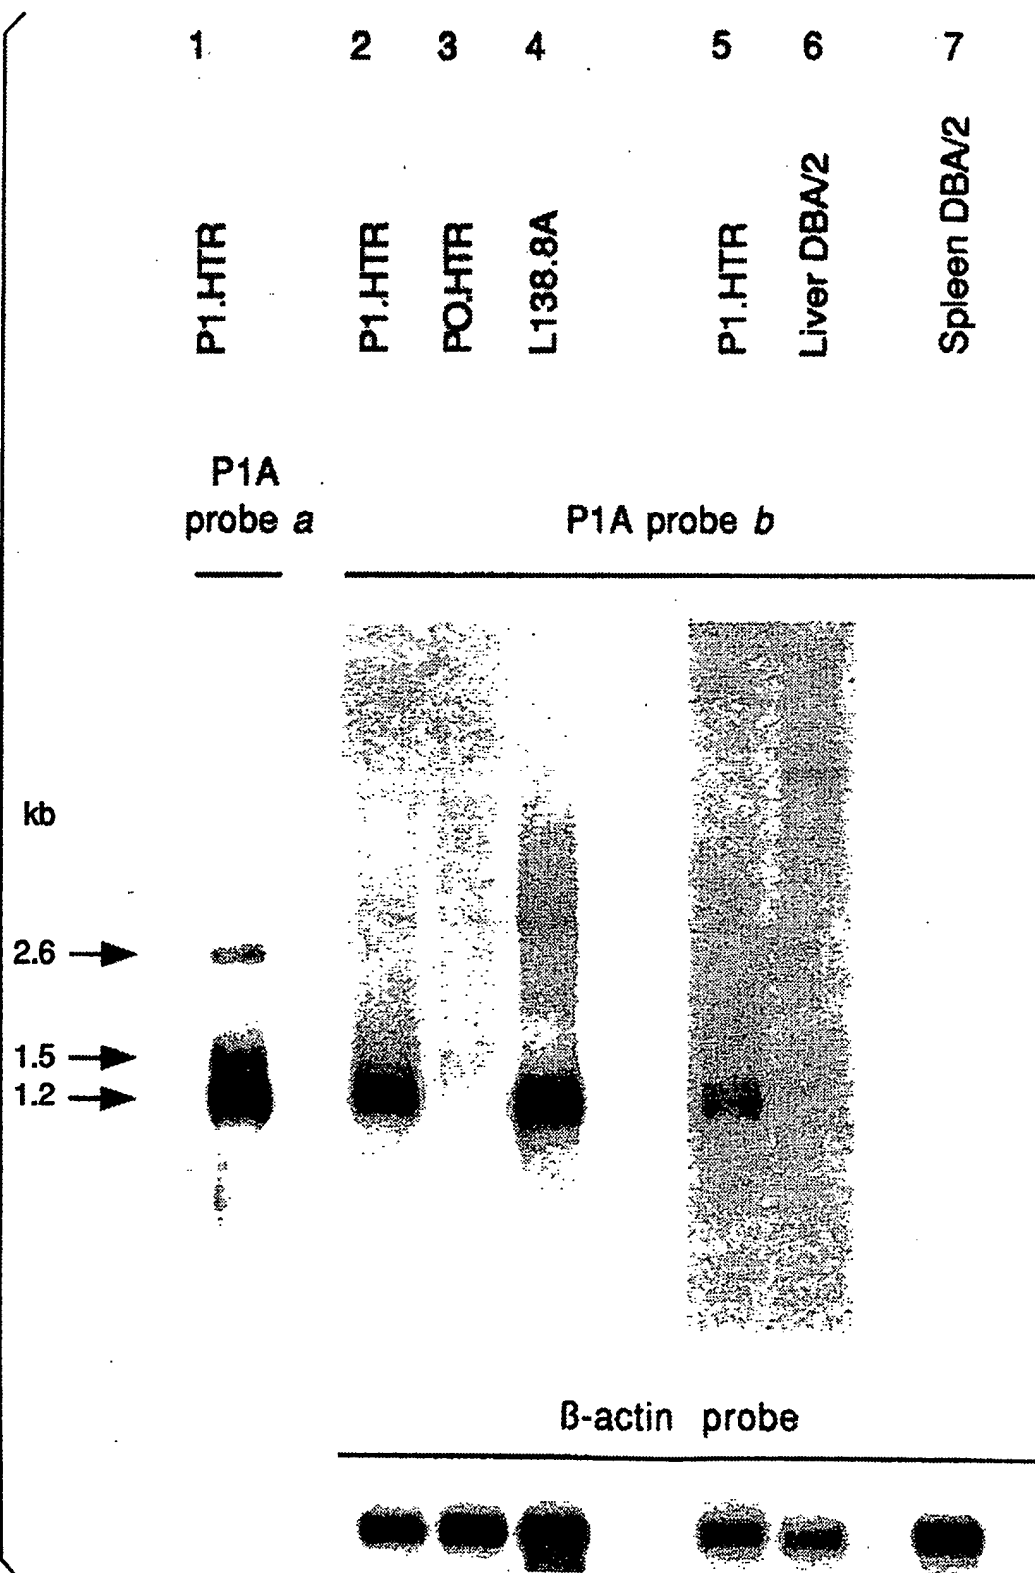 1 2 3 4 5 6 7
P1.HTR
P1.HTR
PO.HTR
L138.8A
P1.HTR
Liver DBA/2
Spleen DBA/2
P1A
probe a
P1A probe b
kb
2.6
1.5
1.2
ß-actin probe